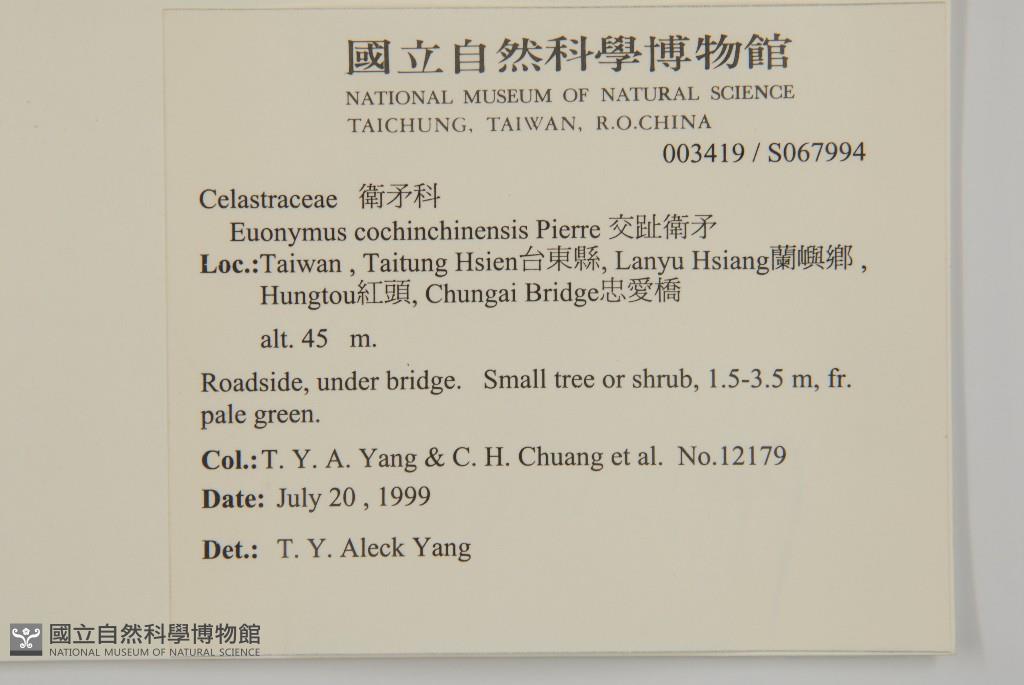 國立自然科學博物館
NATIONAL MUSEUM OF NATURAL SCIENCE
TAICHUNG, TAIWAN, R.O.CHINA
003419 / S067994
Celastraceae 衛矛科
Euonymus cochinchinensis Pierre 交趾衛矛
Loc.:Taiwan , Taitung Hsien台東縣, Lanyu Hsiang蘭嶼鄉 ,
Hungtou紅頭, Chungai Bridge忠愛橋
alt. 45 m.
Roadside, under bridge. Small tree or shrub, 1.5-3.5 m, fr.
pale green.
Col.:T. Y. A. Yang & C. H. Chuang et al. No.12179
Date: July 20 , 1999
Det.: T. Y. Aleck Yang
國立自然科學博物館
NATIONAL MUSEUM OF NATURAL SCIENCE